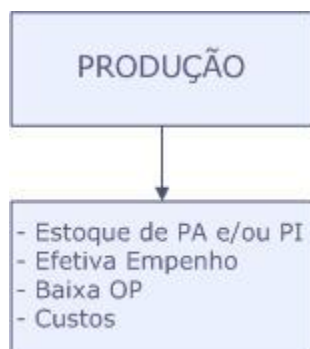 PRODUÇÃO
- Estoque de PA e/ou PI
- Efetiva Empenho
- Baixa OP
- Custos